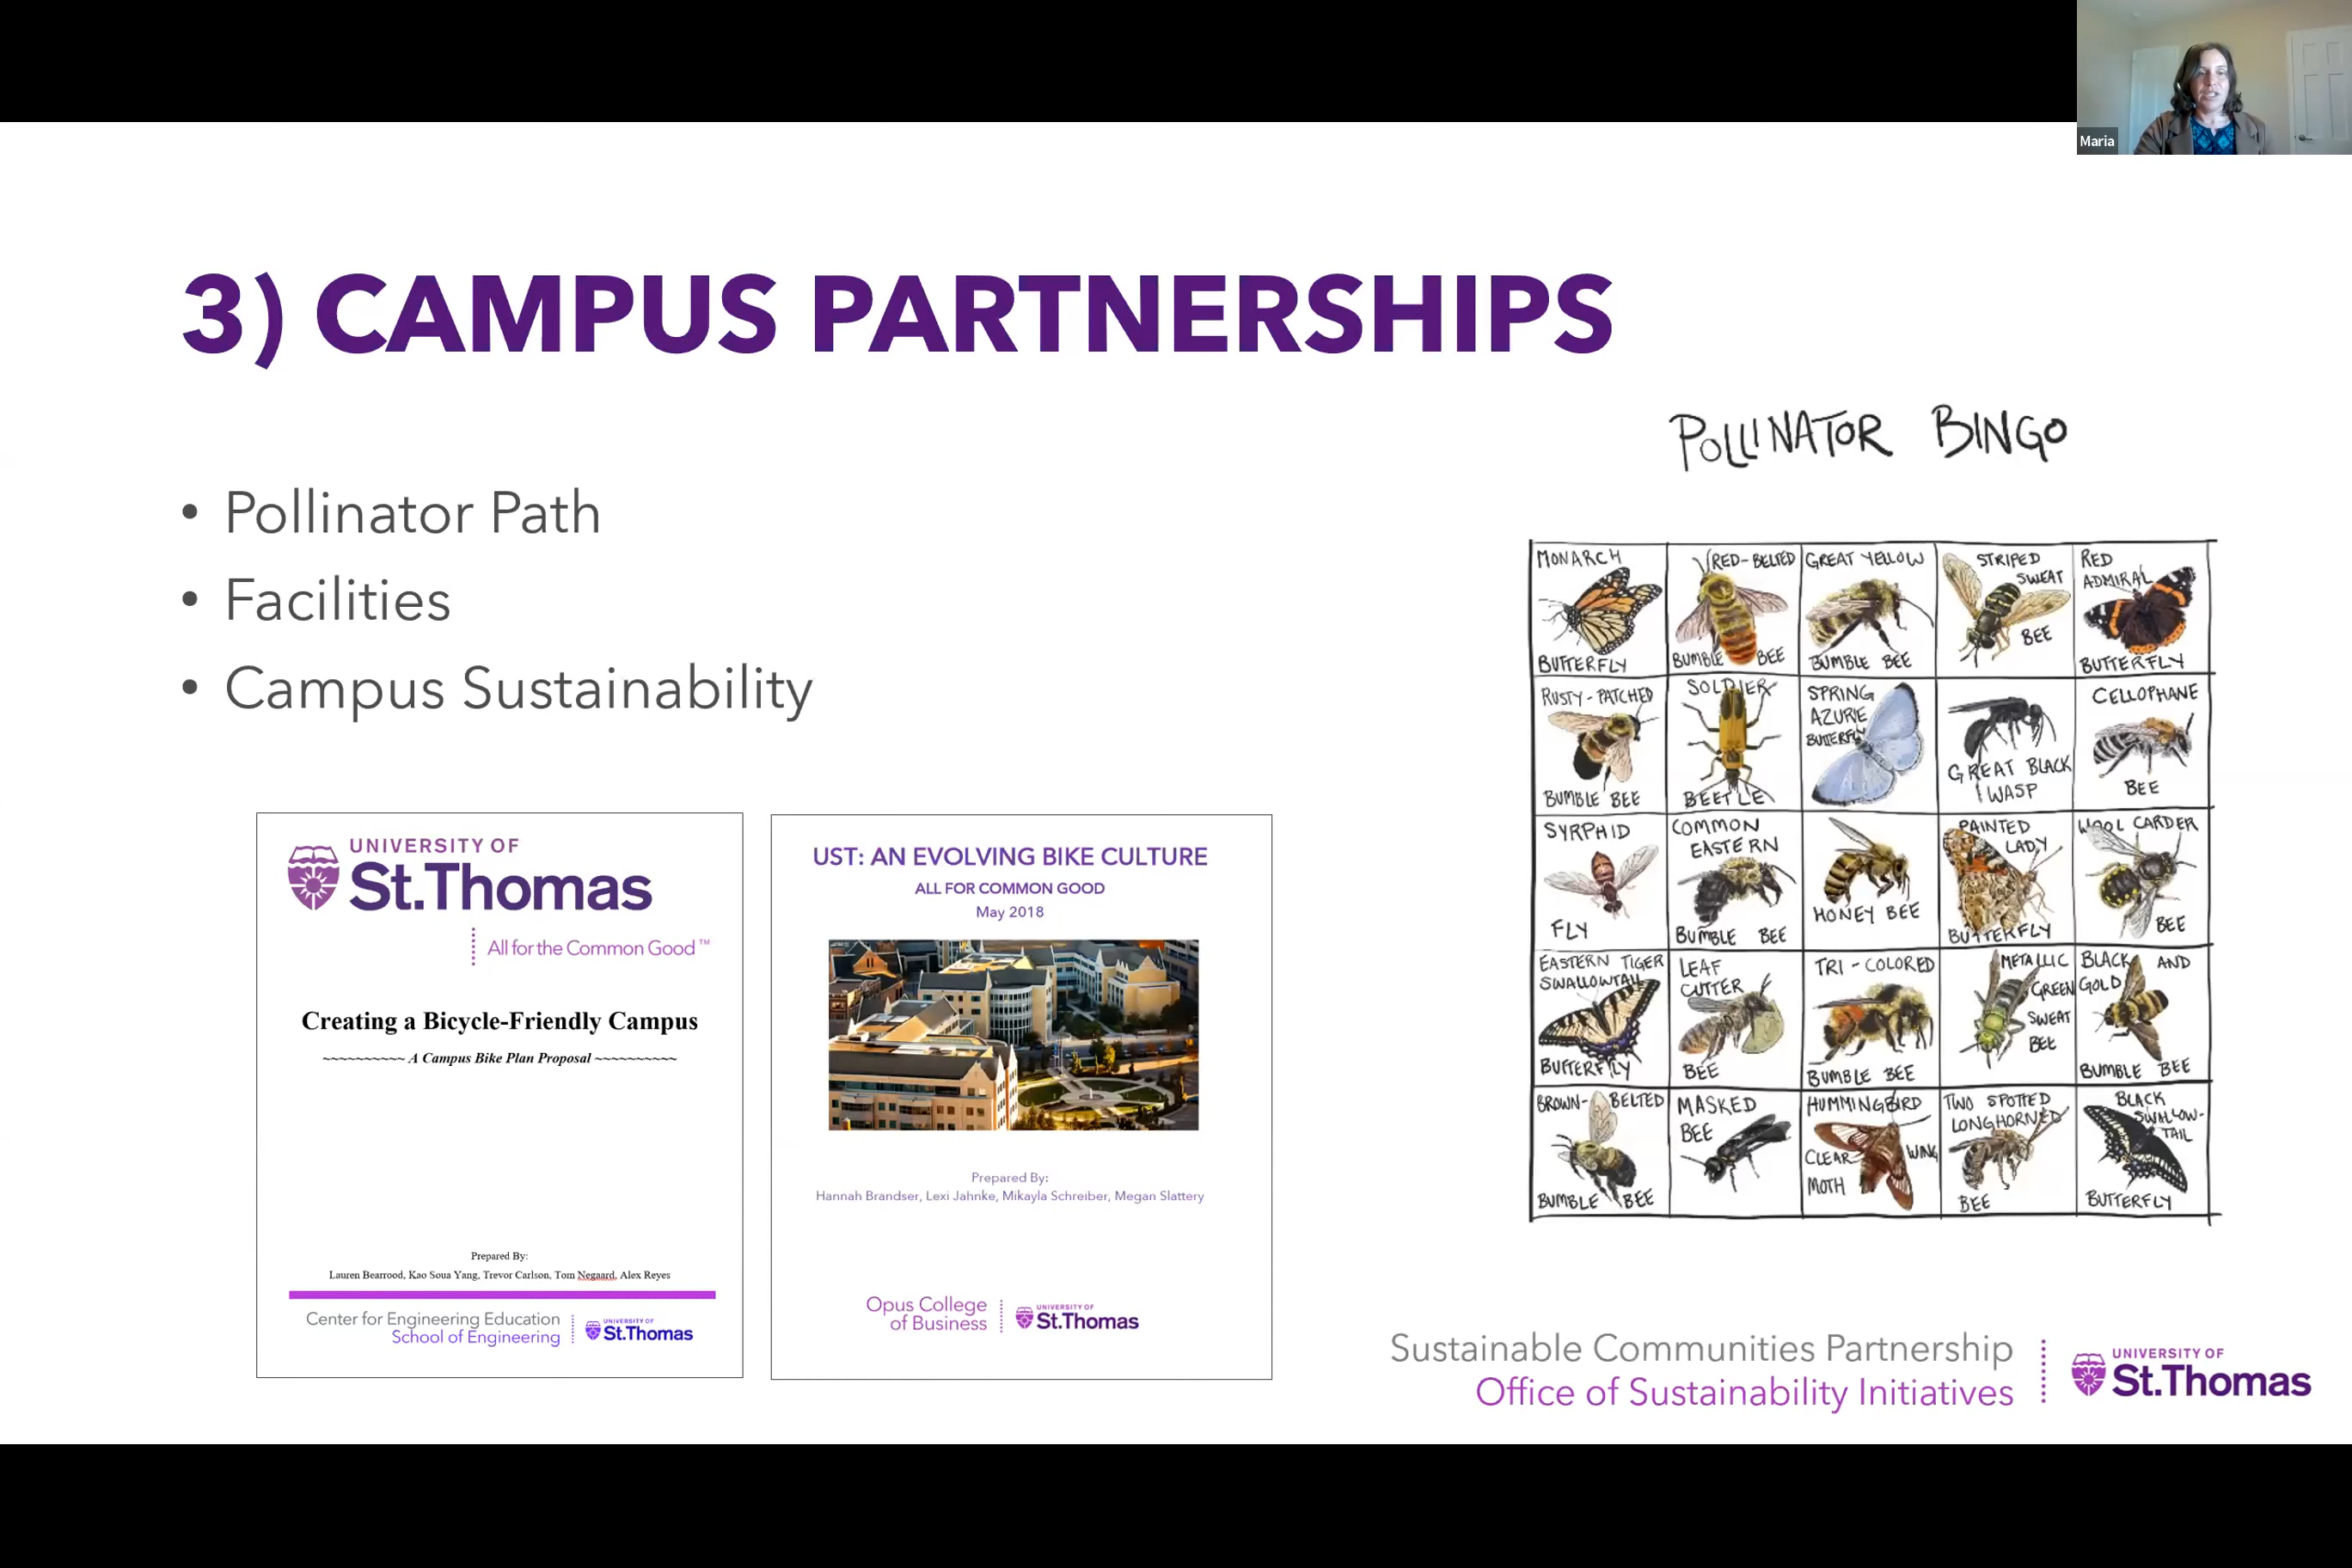 Maria
3) CAMPUS PARTNERSHIPS
• Pollinator Path
• Facilities
• Campus Sustainability
UNIVERSITY OF
St.Thomas
All for the Common Good™
Creating a Bicycle-Friendly Campus
~~~~~~~~~~ A Campus Bike Plan Proposal ~~~~~~~~~~
Prepared By:
Lauren Bearrood, Kao Soua Yang, Trevor Carlson, Tom Negaard, Alex Reyes
Center for Engineering Education
School of Engineering
UNIVERSITY OF
St.Thomas
UST: AN EVOLVING BIKE CULTURE
ALL FOR COMMON GOOD
May 2018
Prepared By:
Hannah Brandser, Lexi Jahnke, Mikayla Schreiber, Megan Slattery
Opus College
of Business
UNIVERSITY OF
St.Thomas
POLLINATOR BINGO
MONARCH
BUTTERFLY
RED-BELTED
BUMBLE BEE
GREAT YELLOW
BUMBLE BEE
STRIPED
SWEAT
BEE
RED
ADMIRAL
BUTTERFLY
RUSTY-PATCHED
BUMBLE BEE
SOLDIER
BEETLE
SPRING
AZURIE
BUTTERFLY
GREAT BLACK
WASP
CELLOPHANE
BEE
SYRPHID
FLY
COMMON
EASTERN
BUMBLE BEE
HONEY BEE
PAINTED
LADY
BUTTERFLY
WOOL CARDER
BEE
EASTERN TIGER
SWALLOWTAIL
BUTTERFLY
LEAF
CUTTER
BEE
TRI-COLORED
BUMBLE BEE
METALLIC
GREEN
SWEAT
BEE
BLACK AND
GOLD
BUMBLE BEE
BROWN-BELTED
BUMBLE BEE
MASKED
BEE
HUMMINGBIRD
CLEAR WING
MOTH
TWO SPOTTED
LONGHORNED
BEE
BLACK
SWALLOW-
TAIL
BUTTERFLY
Sustainable Communities Partnership
Office of Sustainability Initiatives
UNIVERSITY OF
St.Thomas